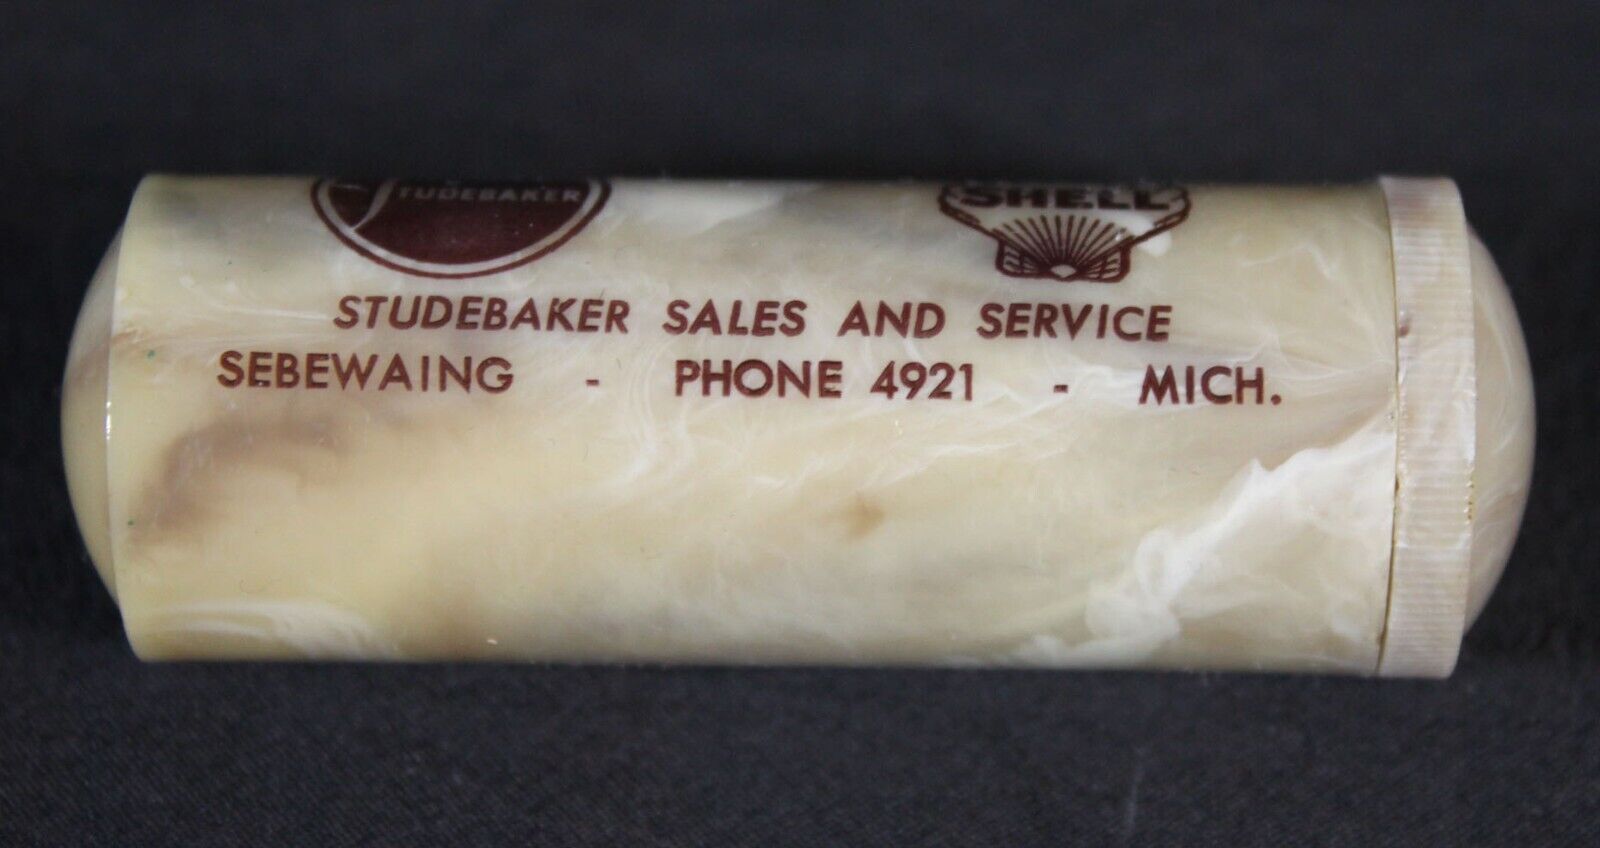 STUDEBAKER
SHELL
STUDEBAKER SALES AND SERVICE
SEBEWAING - PHONE 4921 - MICH.